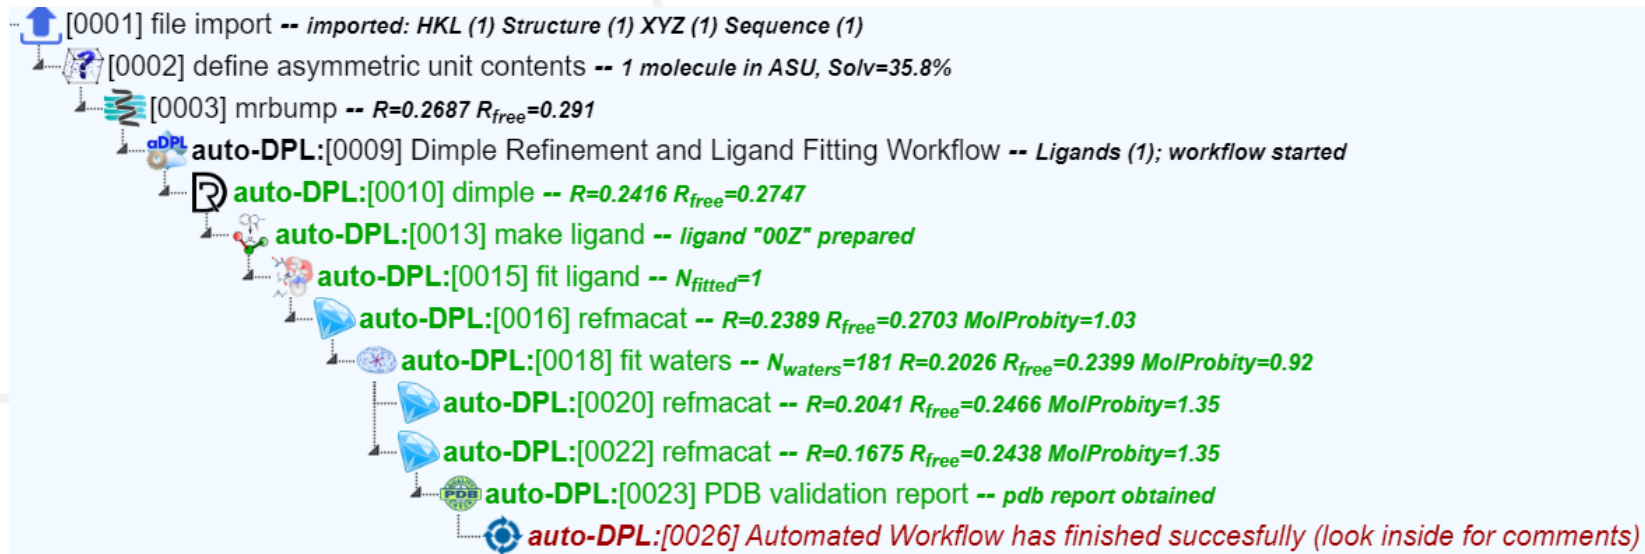 [0001] file import -- imported: HKL (1) Structure (1) XYZ (1) Sequence (1)
[0002] define asymmetric unit contents -- 1 molecule in ASU, Solv=35.8%
[0003] mrbump -- R=0.2687 Rfree=0.291
aDPL auto-DPL:[0009] Dimple Refinement and Ligand Fitting Workflow -- Ligands (1); workflow started
auto-DPL:[0010] dimple -- R=0.2416 Rfree=0.2747
auto-DPL:[0013] make ligand -- ligand "00Z" prepared
auto-DPL:[0015] fit ligand -- Nfitted=1
auto-DPL:[0016] refmacat -- R=0.2389 Rfree=0.2703 MolProbity=1.03
auto-DPL:[0018] fit waters -- Nwaters=181 R=0.2026 Rfree=0.2399 MolProbity=0.92
auto-DPL:[0020] refmacat -- R=0.2041 Rfree=0.2466 MolProbity=1.35
auto-DPL:[0022] refmacat -- R=0.1675 Rfree=0.2438 MolProbity=1.35
PDB auto-DPL:[0023] PDB validation report -- pdb report obtained
auto-DPL:[0026] Automated Workflow has finished succesfully (look inside for comments)